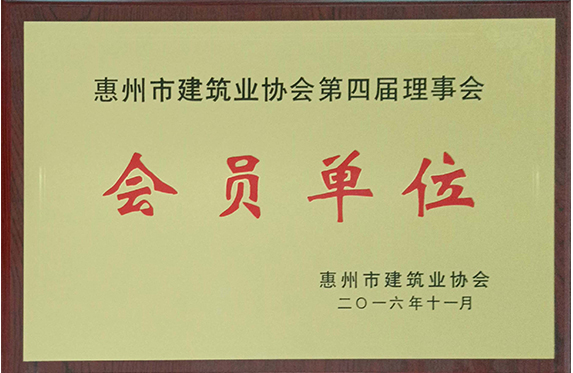 惠州市建筑业协会第四届理事会
会员单位
惠州市建筑业协会
二〇一六年十一月